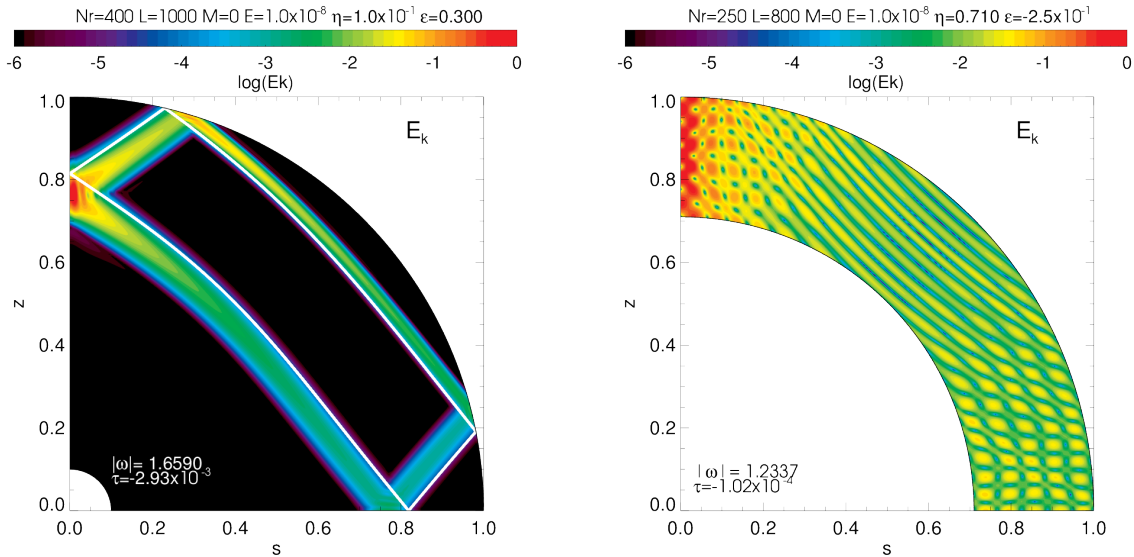 Nr=400 L=1000 M=0 E=1.0x10⁻⁸ η=1.0x10⁻¹ ε=0.300
-6 -5 -4 -3 -2 -1 0
log(Ek)
E_k
1.0
0.8
0.6
0.4
0.2
0.0
z
|ω|= 1.6590
τ=-2.93x10⁻³
0.0 0.2 0.4 0.6 0.8 1.0
s
Nr=250 L=800 M=0 E=1.0x10⁻⁸ η=0.710 ε=-2.5x10⁻¹
-6 -5 -4 -3 -2 -1 0
log(Ek)
E_k
1.0
0.8
0.6
0.4
0.2
0.0
z
|ω| = 1.2337
τ=-1.02x10⁻⁴
0.0 0.2 0.4 0.6 0.8 1.0
s